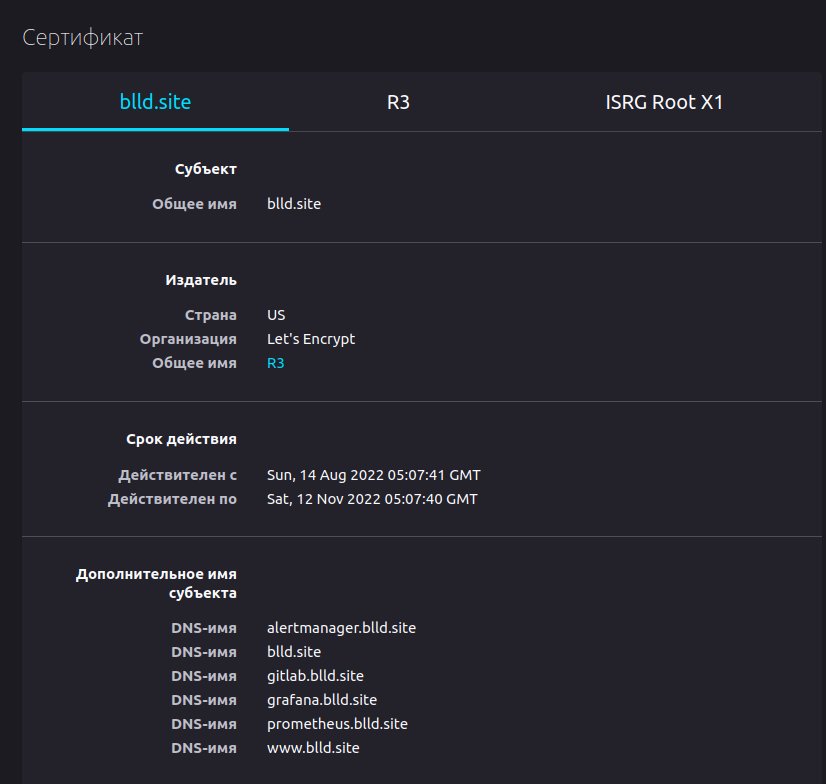 Сертификат
blld.site R3 ISRG Root X1
Субъект
Общее имя blld.site
Издатель
Страна US
Организация Let's Encrypt
Общее имя R3
Срок действия
Действителен с Sun, 14 Aug 2022 05:07:41 GMT
Действителен по Sat, 12 Nov 2022 05:07:40 GMT
Дополнительное имя
субъекта
DNS-имя alertmanager.blld.site
DNS-имя blld.site
DNS-имя gitlab.blld.site
DNS-имя grafana.blld.site
DNS-имя prometheus.blld.site
DNS-имя www.blld.site